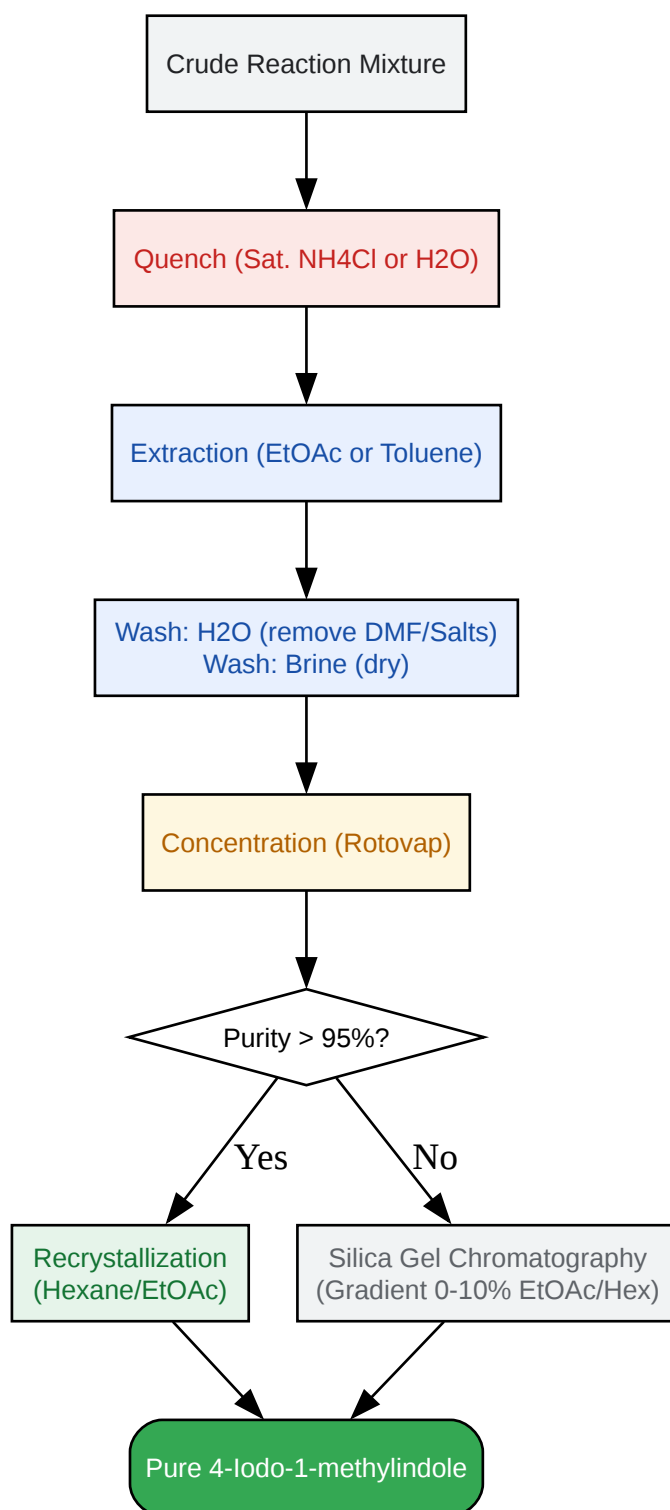 Crude Reaction Mixture
Quench (Sat. NH4Cl or H2O)
Extraction (EtOAc or Toluene)
Wash: H2O (remove DMF/Salts)
Wash: Brine (dry)
Concentration (Rotovap)
Purity > 95%?
Yes
No
Recrystallization
(Hexane/EtOAc)
Silica Gel Chromatography
(Gradient 0-10% EtOAc/Hex)
Pure 4-Iodo-1-methylindole